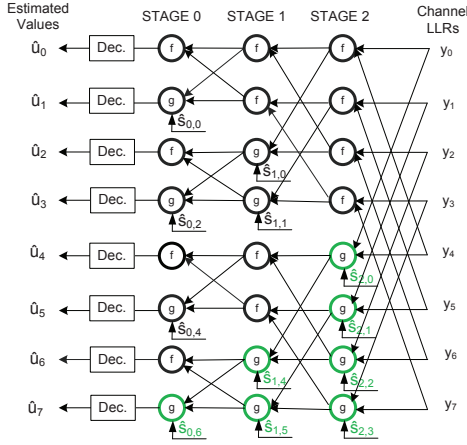 Estimated Values STAGE 0 STAGE 1 STAGE 2 Channel LLRs
û0 Dec. f f f y0
û1 Dec. g f f y1
ŝ0,0
û2 Dec. f g f y2
ŝ1,0
û3 Dec. g g f y3
ŝ0,2 ŝ1,1
û4 Dec. f f g y4
ŝ2,0
û5 Dec. g f g y5
ŝ0,4 ŝ2,1
û6 Dec. f g g y6
ŝ1,4 ŝ2,2
û7 Dec. g g g y7
ŝ0,6 ŝ1,5 ŝ2,3